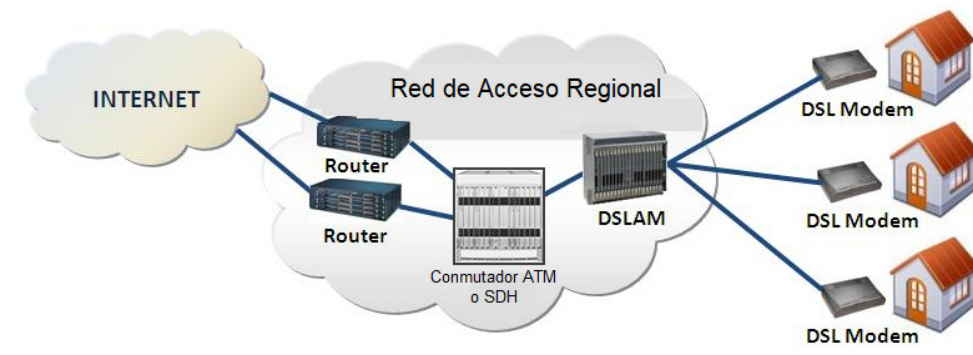 INTERNET
Red de Acceso Regional
Router
Router
Conmutador ATM
o SDH
DSLAM
DSL Modem
DSL Modem
DSL Modem